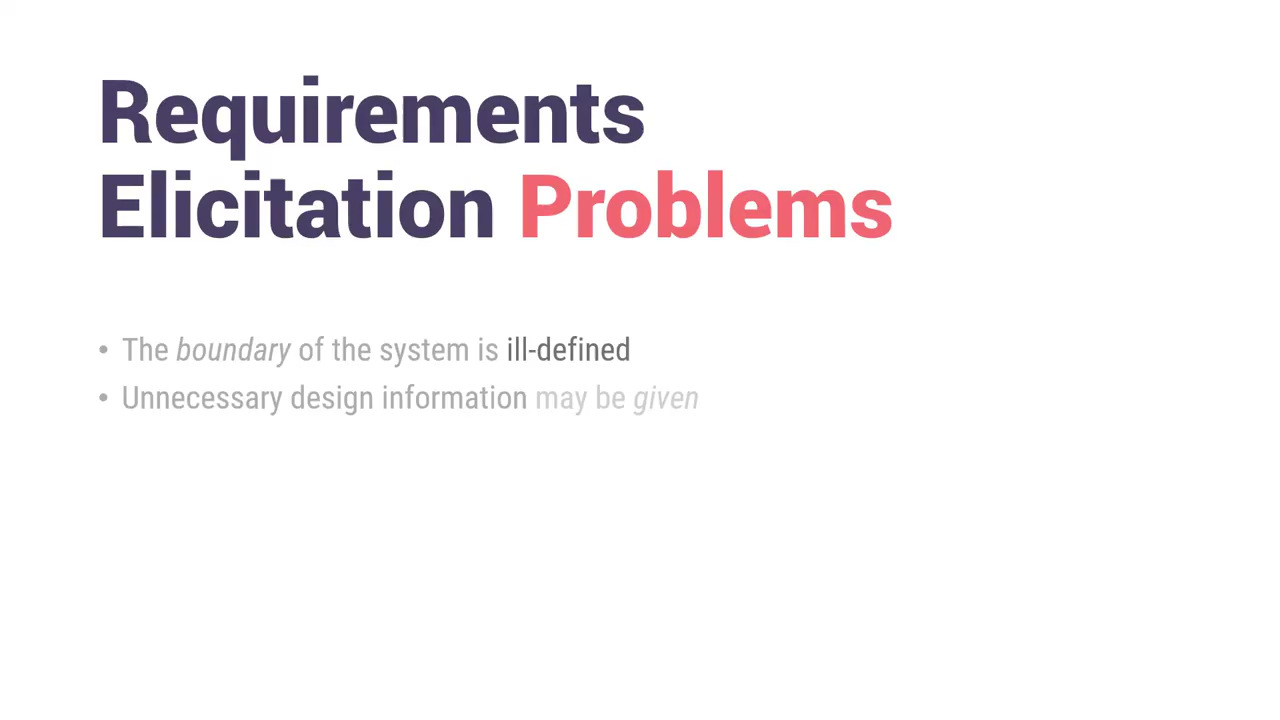 Requirements
Elicitation Problems
• The boundary of the system is ill-defined
• Unnecessary design information may be given